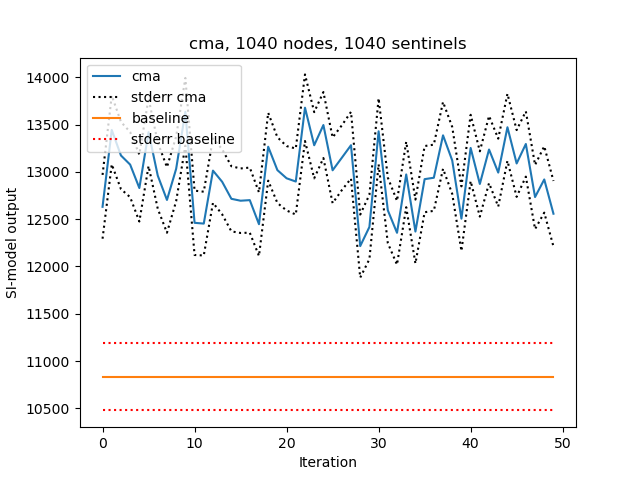 cma, 1040 nodes, 1040 sentinels
cma
stderr cma
baseline
stderr baseline
SI-model output
14000
13500
13000
12500
12000
11500
11000
10500
0 10 20 30 40 50
Iteration